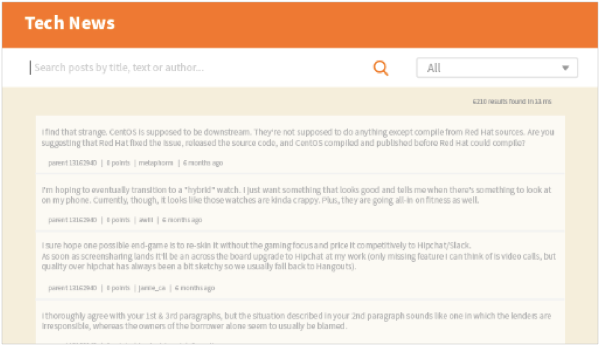 Tech News
Search posts by title, text or author...
All
6210 results found in 13 ms
I find that strange. CentOS is supposed to be downstream. They're not supposed to do anything except compile from Red Hat sources. Are you
suggesting that Red Hat fixed the issue, released the source code, and CentOS compiled and published before Red Hat could compile?
parent 13162940 | 0 points | metaphorm | 6 months ago
I'm hoping to eventually transition to a "hybrid" watch. I just want something that looks good and tells me when there's something to look at
on my phone. Currently, though, it looks like those watches are kinda crappy. Plus, they are going all-in on fitness as well.
parent 13162940 | 0 points | | 6 months ago
I sure hope one possible end-game is to re-skin it without the gaming focus and price it competitively to Hipchat/Slack.
As soon as screensharing lands it'll be an across the board upgrade to Hipchat at my work (only missing feature I can think of is video calls, but
quality over hipchat has always been a bit sketchy so we usually fall back to Hangouts).
parent 13162940 | 0 points | | 6 months ago
I thoroughly agree with your 1st & 3rd paragraphs, but the situation described in your 2nd paragraph sounds like one in which the lenders are
irresponsible, whereas the owners of the borrower alone seem to usually be blamed.